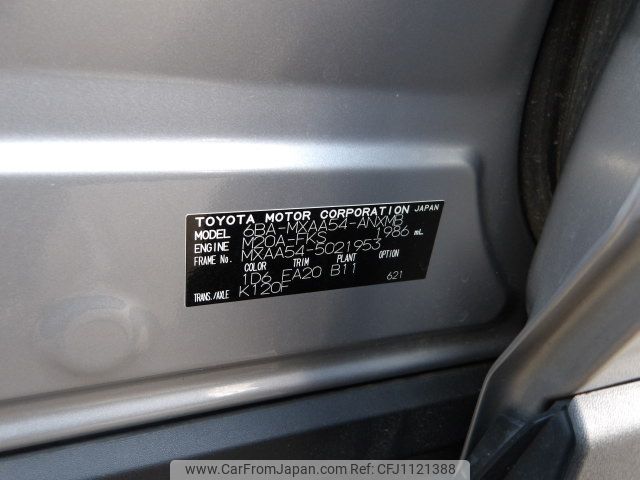 TOYOTA MOTOR CORPORATION JAPAN
MODEL 6BA-MXAA54-ANXMB
ENGINE M20A-FKS 1986 mL
FRAME No. MXAA54-5021953
COLOR TRIM PLANT OPTION
1D6 EA20 B11 621
TRANS./AXLE K120F
www.CarFromJapan.com | Ref.No: CFJ1121388